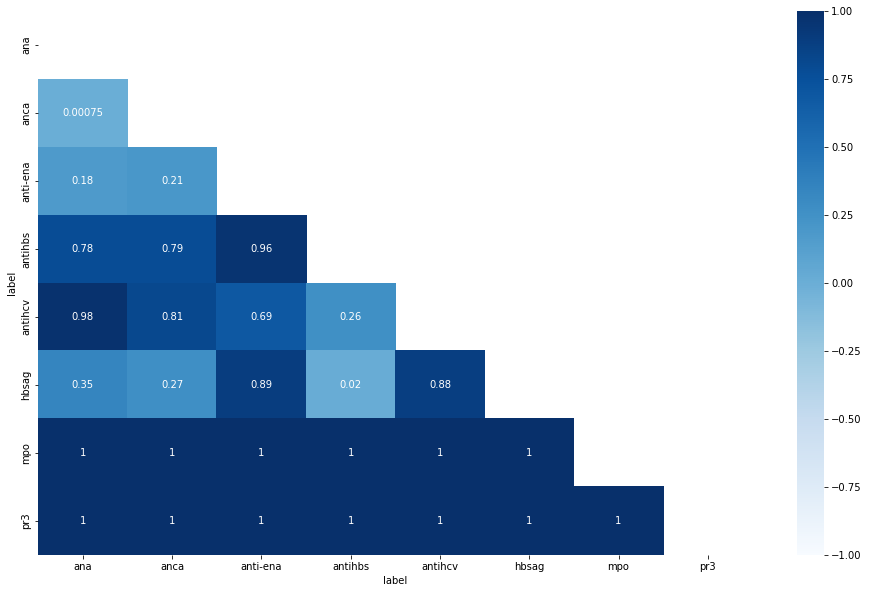 1.00
ana
0.75
anca
0.00075
0.50
anti-ena
0.18 0.21
0.25
antihbs
0.78 0.79 0.96
label
0.00
antihcv
0.98 0.81 0.69 0.26
−0.25
hbsag
0.35 0.27 0.89 0.02 0.88
−0.50
mpo
1 1 1 1 1 1
−0.75
pr3
1 1 1 1 1 1 1
−1.00
ana anca anti-ena antihbs antihcv hbsag mpo pr3
label